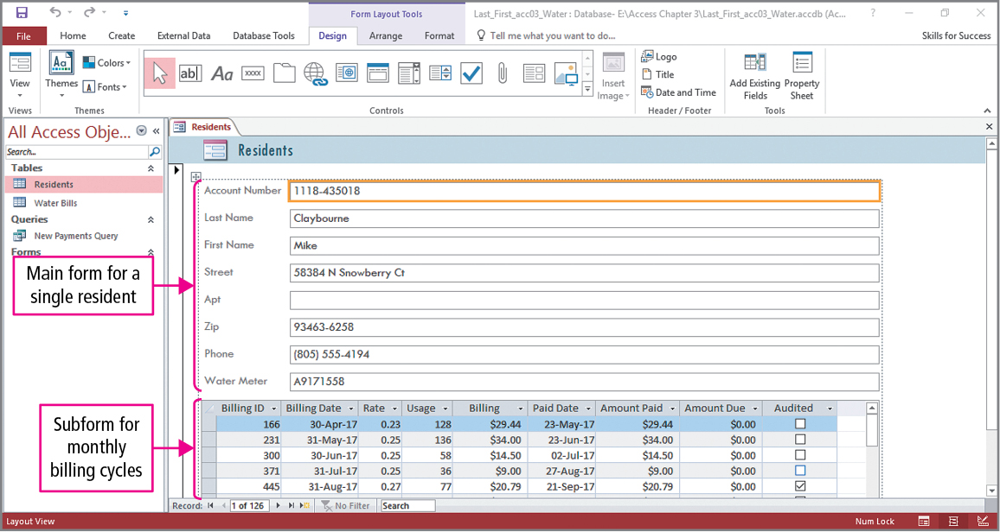 Form Layout Tools
Last_First_acc03_Water : Database- E:\Access Chapter 3\Last_First_acc03_Water.accdb (Ac...
?
File Home Create External Data Database Tools Design Arrange Format Tell me what you want to do... Skills for Success
View
Views
Aa
Themes
Colors
Fonts
Themes
ab|
Aa
xxxx
Controls
Insert
Image
Logo
Title
Date and Time
Header / Footer
Add Existing
Fields
Property
Sheet
Tools
All Access Obje...
Search...
Tables
Residents
Water Bills
Queries
New Payments Query
Forms
Main form for a
single resident
Subform for
monthly
billing cycles
Residents
Residents
Account Number 1118-435018
Last Name Claybourne
First Name Mike
Street 58384 N Snowberry Ct
Apt
Zip 93463-6258
Phone (805) 555-4194
Water Meter A9171558
Billing ID Billing Date Rate Usage Billing Paid Date Amount Paid Amount Due Audited
166 30-Apr-17 0.23 128 $29.44 23-May-17 $29.44 $0.00
231 31-May-17 0.25 136 $34.00 23-Jun-17 $34.00 $0.00
300 30-Jun-17 0.25 58 $14.50 02-Jul-17 $14.50 $0.00
371 31-Jul-17 0.25 36 $9.00 27-Aug-17 $9.00 $0.00
445 31-Aug-17 0.27 77 $20.79 21-Sep-17 $20.79 $0.00
Record: 1 of 126 No Filter Search
Layout View Num Lock